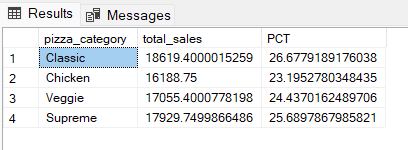 Results Messages
pizza_category total_sales PCT
1 Classic 18619.4000015259 26.6779189176038
2 Chicken 16188.75 23.1952780348435
3 Veggie 17055.4000778198 24.4370162489706
4 Supreme 17929.7499866486 25.6897867985821